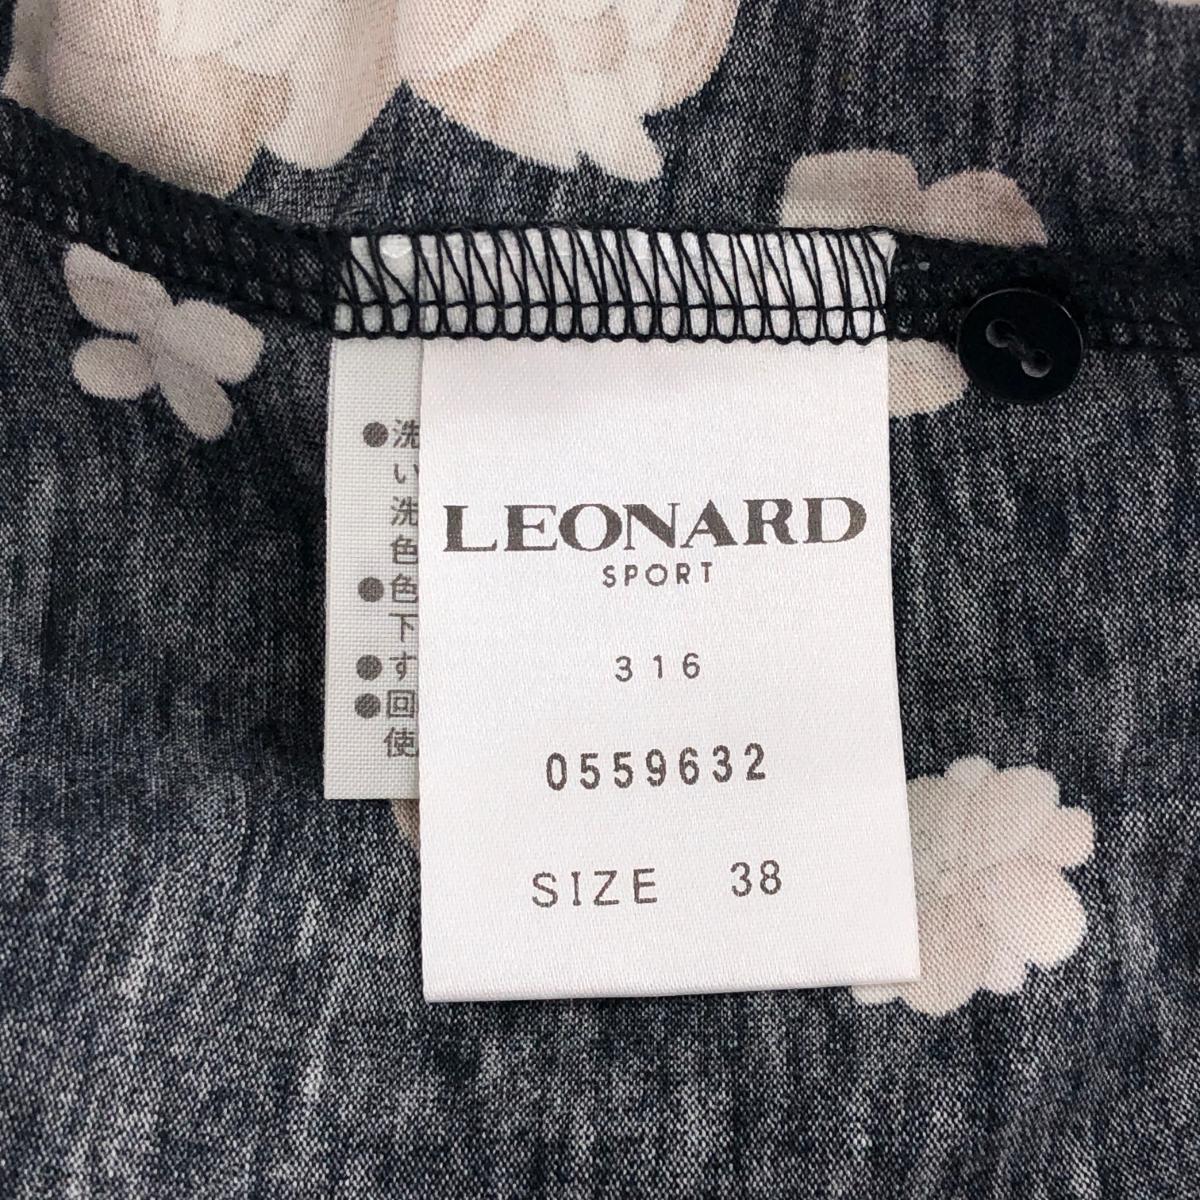 LEONARD
SPORT
316
0559632
SIZE 38
●洗
い
洗
色
●色
下
●す
●回
使